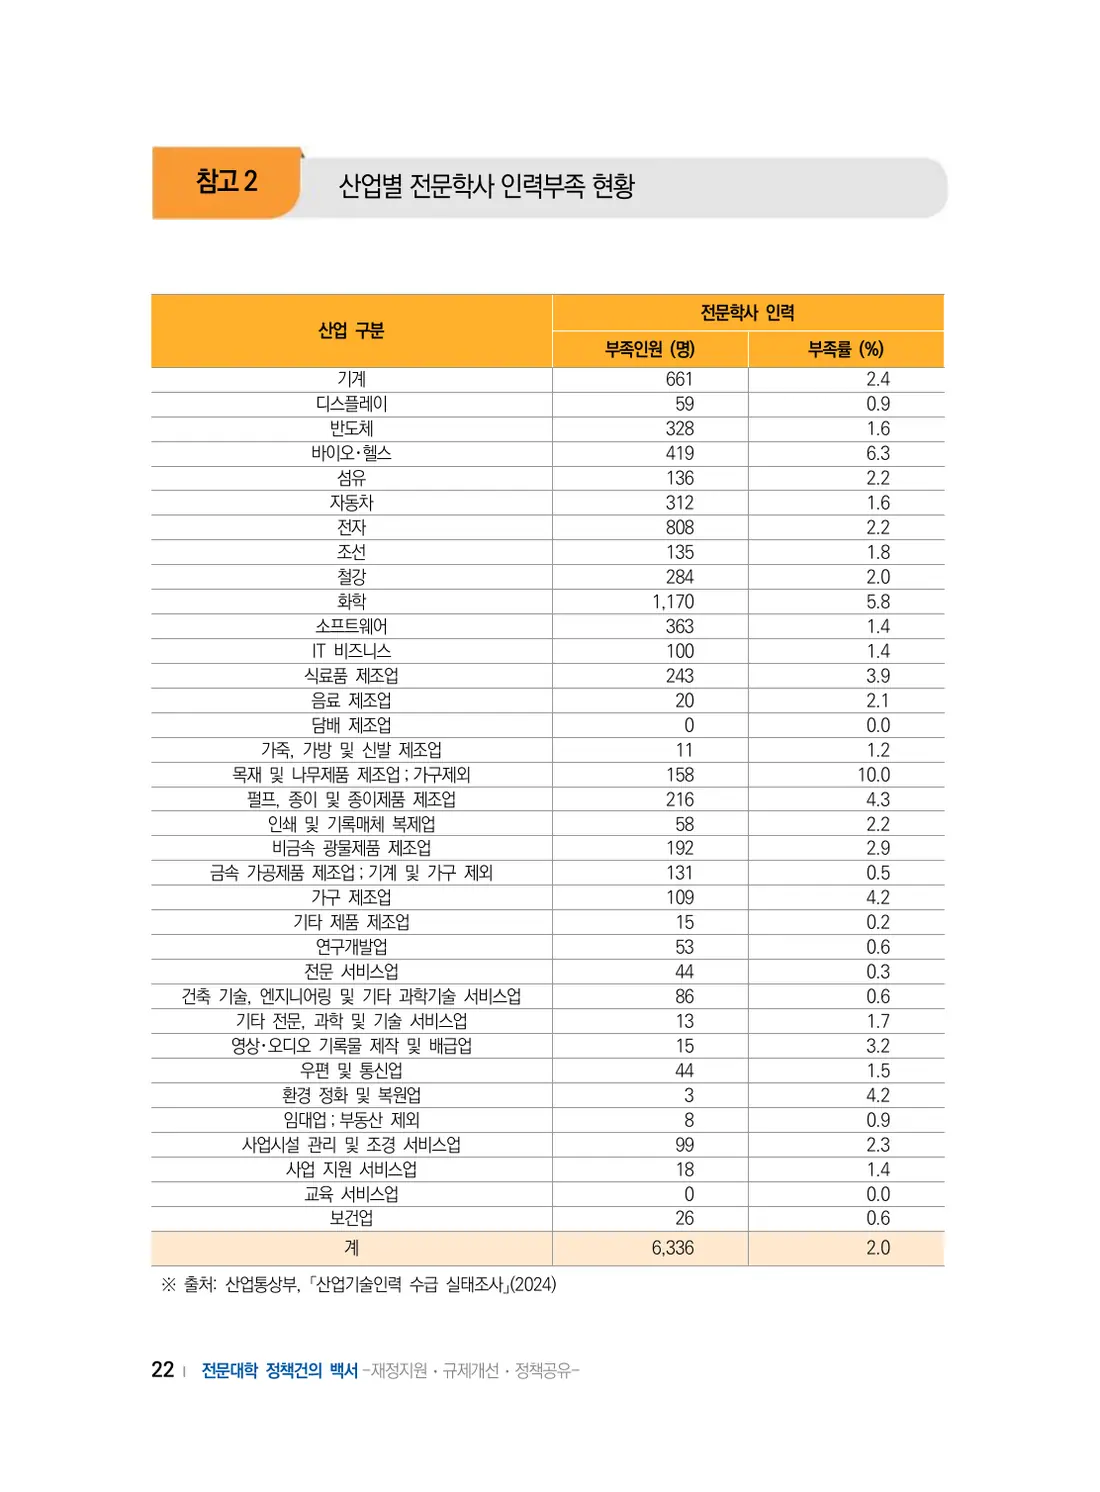 참고 2
산업별 전문학사 인력부족 현황
산업 구분
전문학사 인력
부족인원 (명) 부족률 (%)
기계 661 2.4
디스플레이 59 0.9
반도체 328 1.6
바이오·헬스 419 6.3
섬유 136 2.2
자동차 312 1.6
전자 808 2.2
조선 135 1.8
철강 284 2.0
화학 1,170 5.8
소프트웨어 363 1.4
IT 비즈니스 100 1.4
식료품 제조업 243 3.9
음료 제조업 20 2.1
담배 제조업 0 0.0
가죽, 가방 및 신발 제조업 11 1.2
목재 및 나무제품 제조업 ; 가구제외 158 10.0
펄프, 종이 및 종이제품 제조업 216 4.3
인쇄 및 기록매체 복제업 58 2.2
비금속 광물제품 제조업 192 2.9
금속 가공제품 제조업 ; 기계 및 가구 제외 131 0.5
가구 제조업 109 4.2
기타 제품 제조업 15 0.2
연구개발업 53 0.6
전문 서비스업 44 0.3
건축 기술, 엔지니어링 및 기타 과학기술 서비스업 86 0.6
기타 전문, 과학 및 기술 서비스업 13 1.7
영상·오디오 기록물 제작 및 배급업 15 3.2
우편 및 통신업 44 1.5
환경 정화 및 복원업 3 4.2
임대업 ; 부동산 제외 8 0.9
사업시설 관리 및 조경 서비스업 99 2.3
사업 지원 서비스업 18 1.4
교육 서비스업 0 0.0
보건업 26 0.6
계 6,336 2.0
※ 출처: 산업통상부, 「산업기술인력 수급 실태조사」(2024)
22 | 전문대학 정책건의 백서 -재정지원 · 규제개선 · 정책공유-